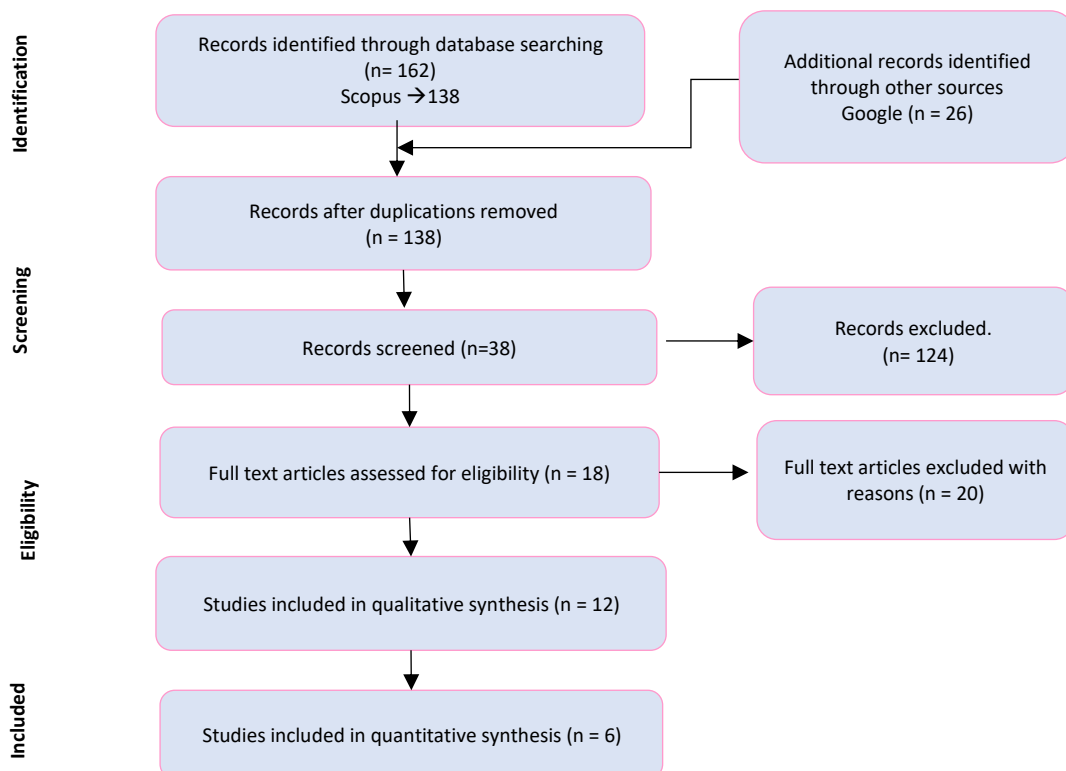 Identification
Records identified through database searching
(n= 162)
Scopus →138
Additional records identified
through other sources
Google (n = 26)
Records after duplications removed
(n = 138)
Screening
Records screened (n=38)
Records excluded.
(n= 124)
Eligibility
Full text articles assessed for eligibility (n = 18)
Full text articles excluded with
reasons (n = 20)
Studies included in qualitative synthesis (n = 12)
Included
Studies included in quantitative synthesis (n = 6)